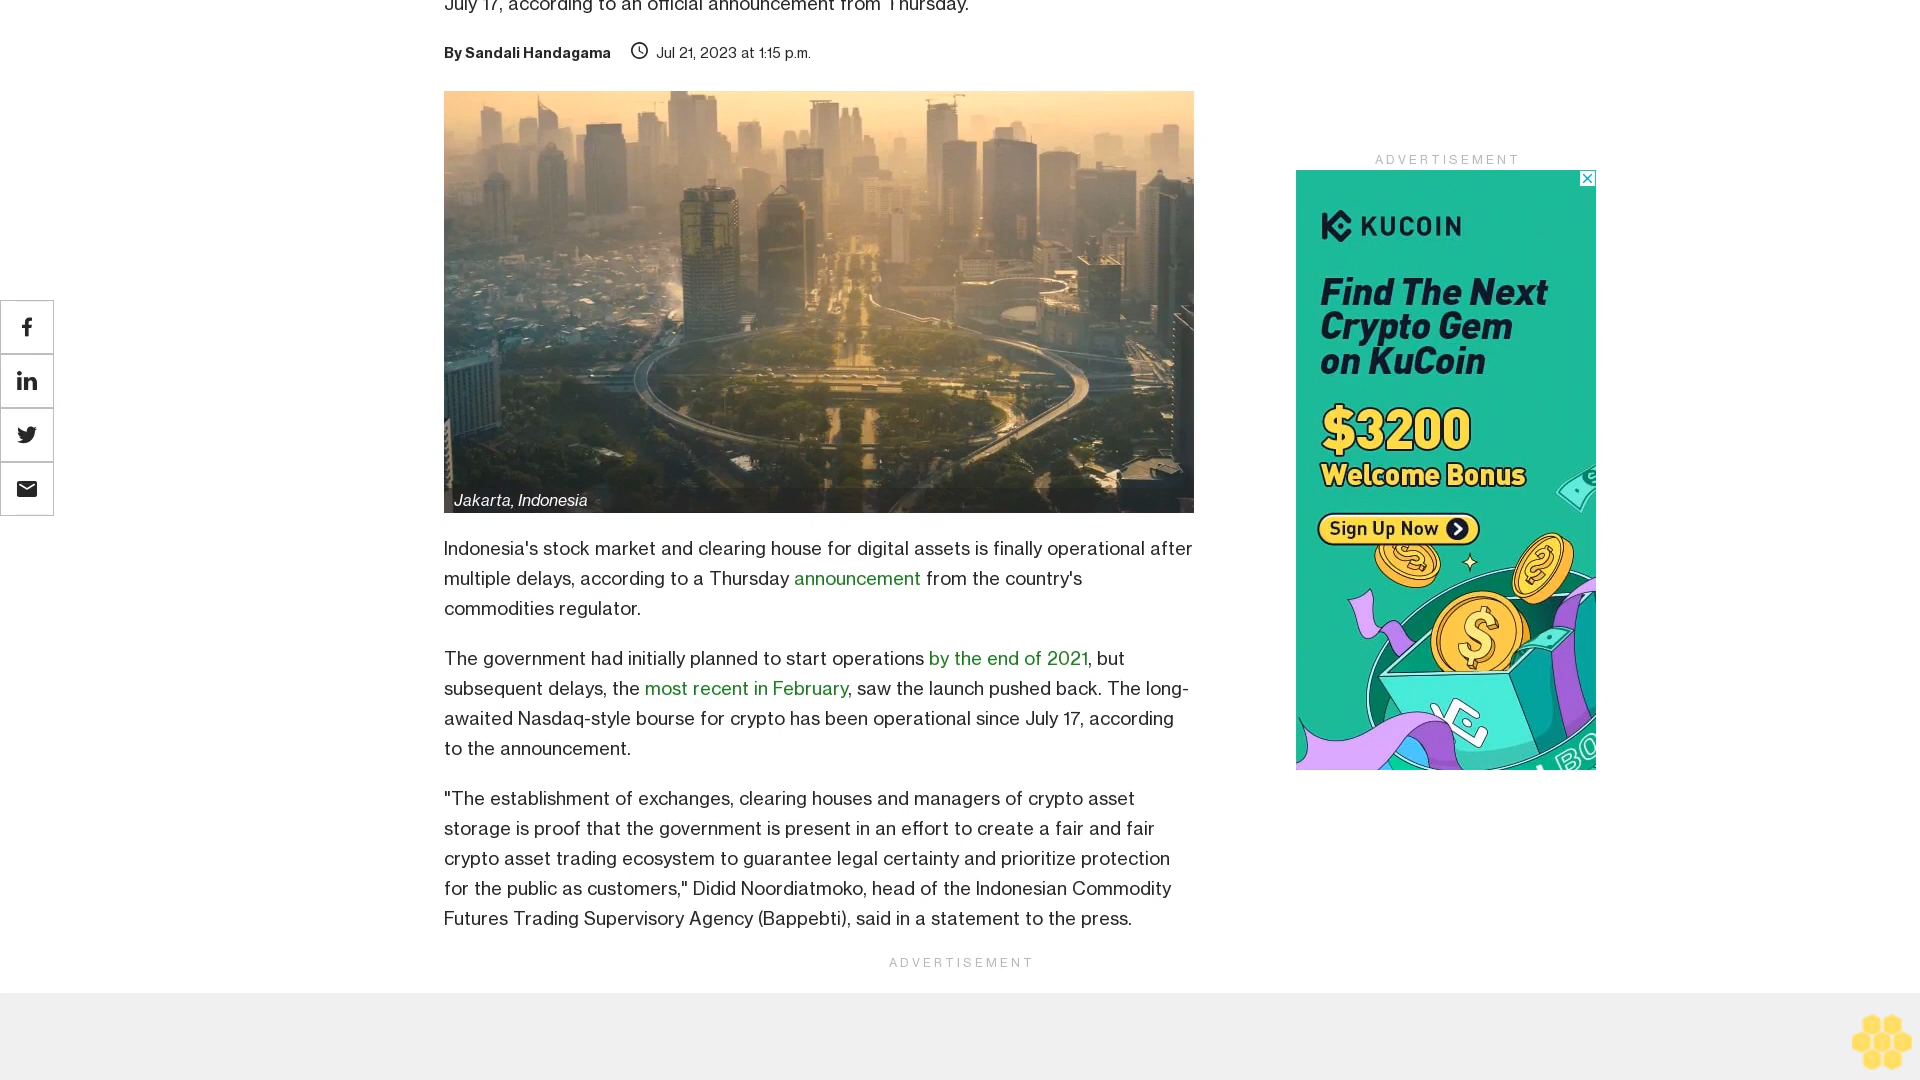 July 17, according to an official announcement from Thursday.
By Sandali Handagama Jul 21, 2023 at 1:15 p.m.
Jakarta, Indonesia
Indonesia's stock market and clearing house for digital assets is finally operational after
multiple delays, according to a Thursday announcement from the country's
commodities regulator.
The government had initially planned to start operations by the end of 2021, but
subsequent delays, the most recent in February, saw the launch pushed back. The long-
awaited Nasdaq-style bourse for crypto has been operational since July 17, according
to the announcement.
"The establishment of exchanges, clearing houses and managers of crypto asset
storage is proof that the government is present in an effort to create a fair and fair
crypto asset trading ecosystem to guarantee legal certainty and prioritize protection
for the public as customers," Didid Noordiatmoko, head of the Indonesian Commodity
Futures Trading Supervisory Agency (Bappebti), said in a statement to the press.
ADVERTISEMENT
ADVERTISEMENT
KUCOIN
Find The Next
Crypto Gem
on KuCoin
$3200
Welcome Bonus
Sign Up Now